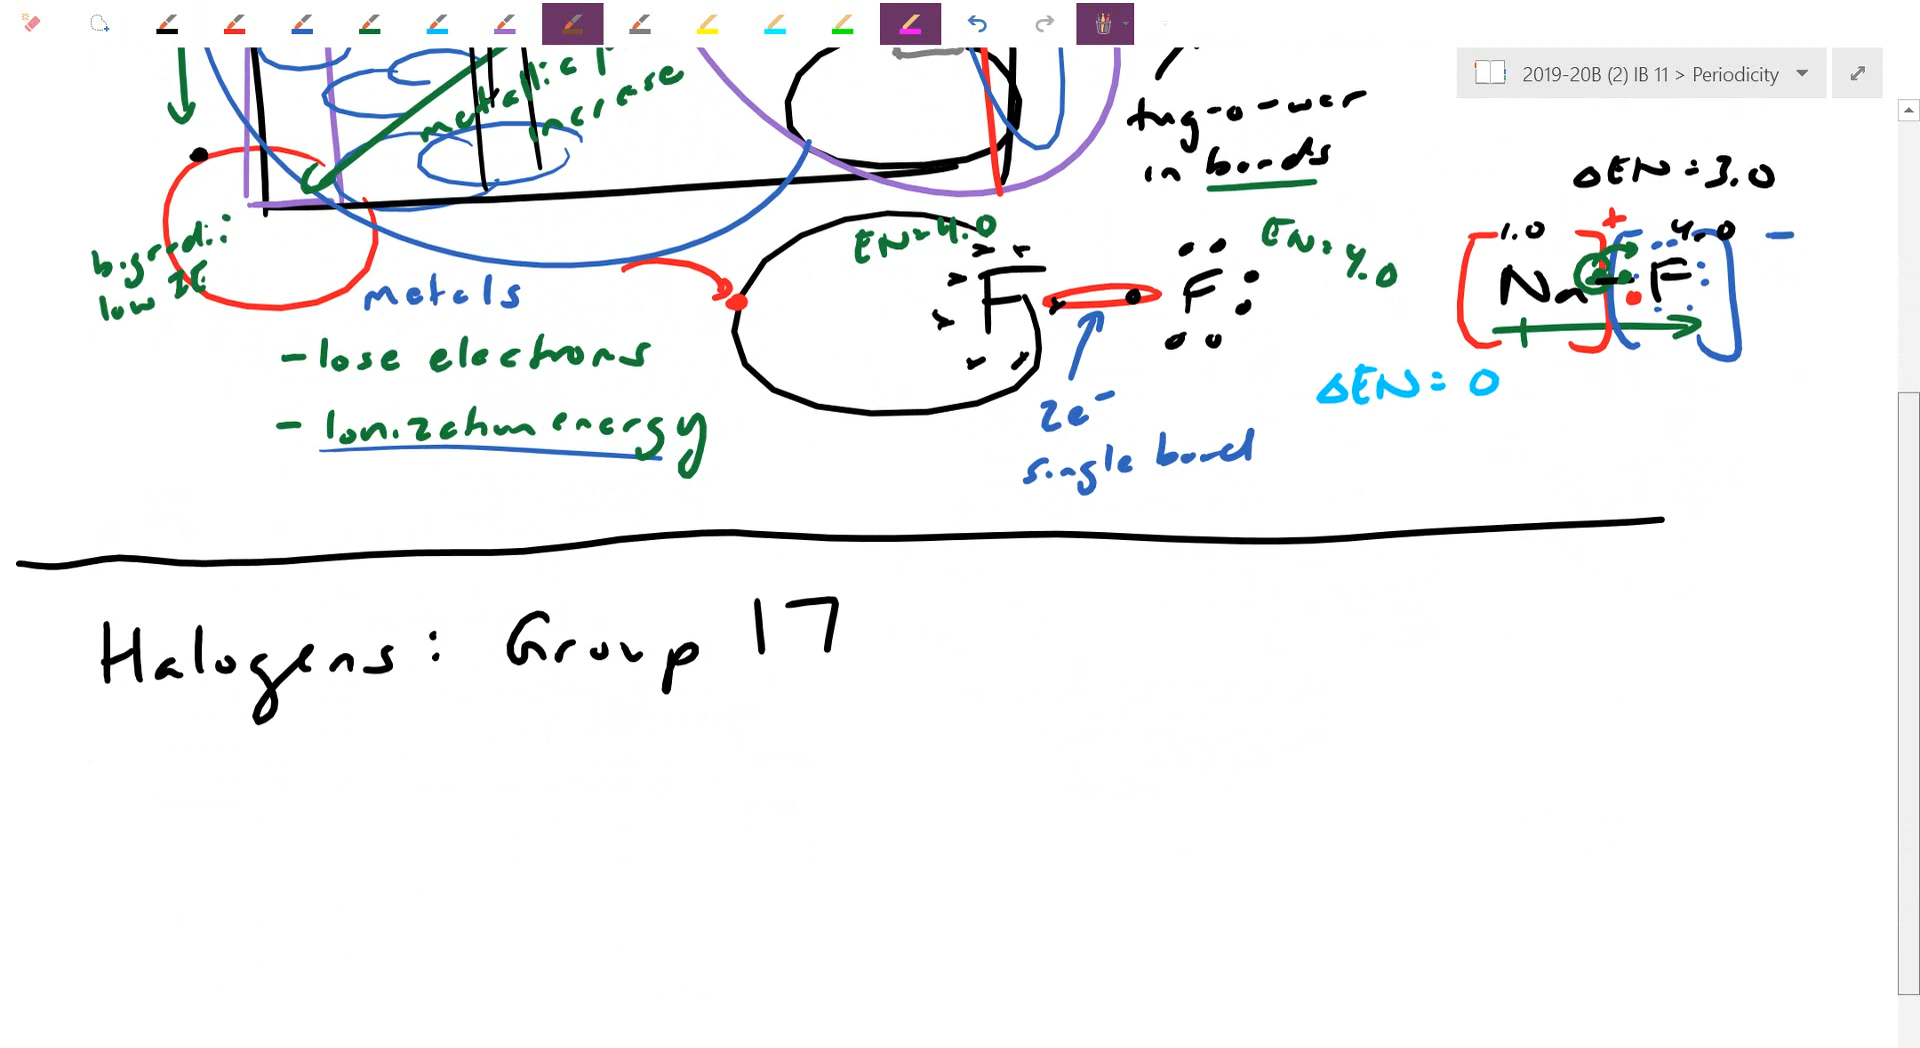 2019-20B (2) IB 11 > Periodicity
metallic
increase
tug-o-war
in bonds
big radii
low IE
metals
- lose electrons
- Ionization energy
EN=4.0
F
F
EN=4.0
2e⁻
single bond
ΔEN=3.0
1.0
+
4.0
-
Na-F
ΔEN=0
Halogens: Group 17